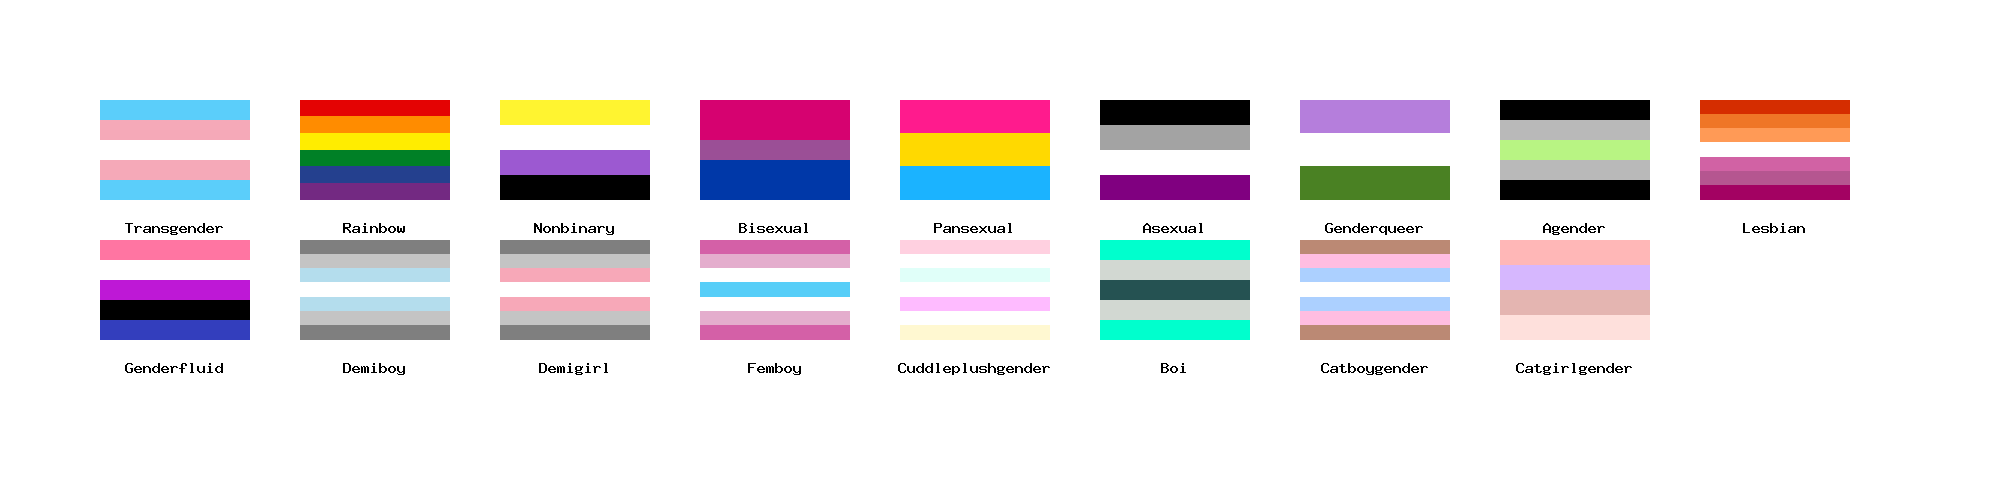 Transgender Rainbow Nonbinary Bisexual Pansexual Asexual Genderqueer Agender Lesbian
Genderfluid Demiboy Demigirl Femboy Cuddleplushgender Boi Catboygender Catgirlgender